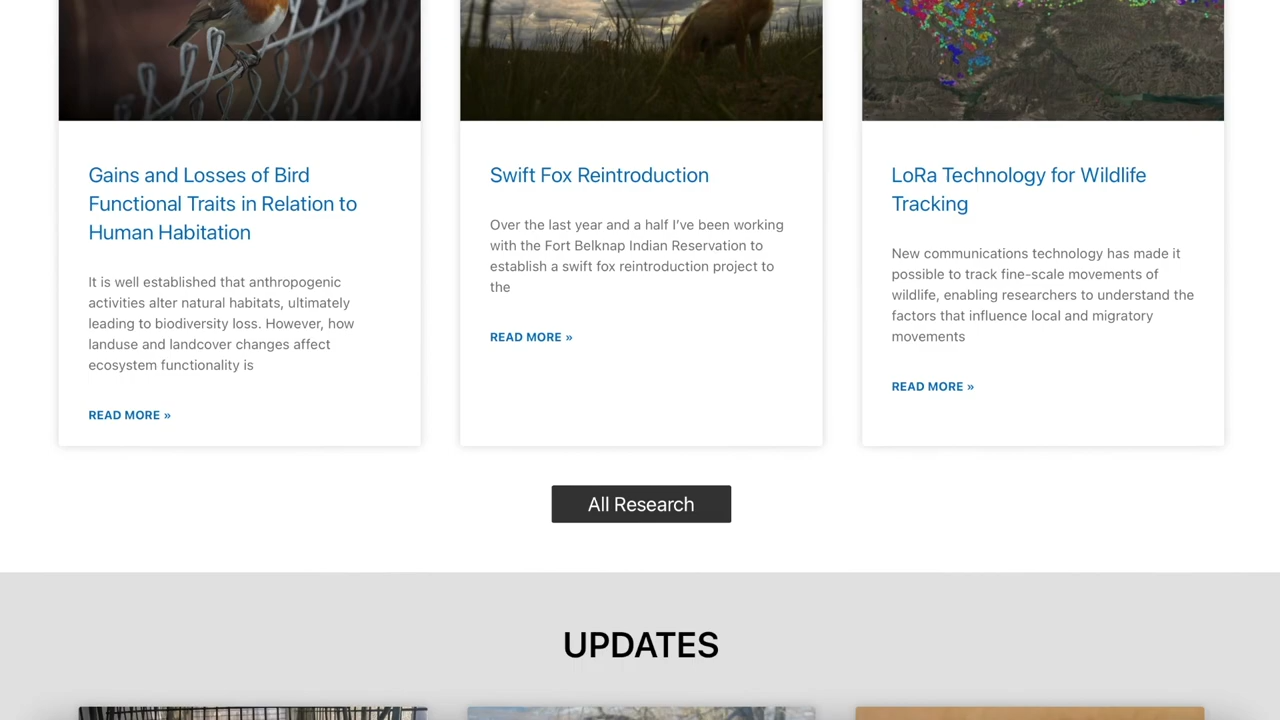 Gains and Losses of Bird
Functional Traits in Relation to
Human Habitation
It is well established that anthropogenic
activities alter natural habitats, ultimately
leading to biodiversity loss. However, how
landuse and landcover changes affect
ecosystem functionality is
READ MORE »
Swift Fox Reintroduction
Over the last year and a half I’ve been working
with the Fort Belknap Indian Reservation to
establish a swift fox reintroduction project to
the
READ MORE »
LoRa Technology for Wildlife
Tracking
New communications technology has made it
possible to track fine-scale movements of
wildlife, enabling researchers to understand the
factors that influence local and migratory
movements
READ MORE »
All Research
UPDATES